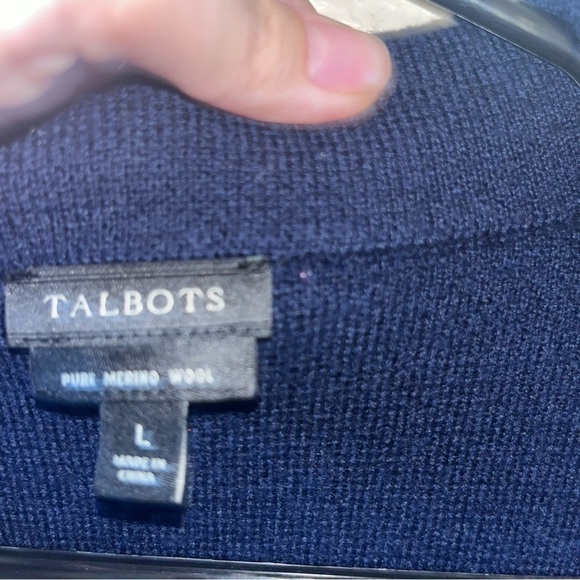 TALBOTS
PURE MERINO WOOL
L
MADE IN
CHINA